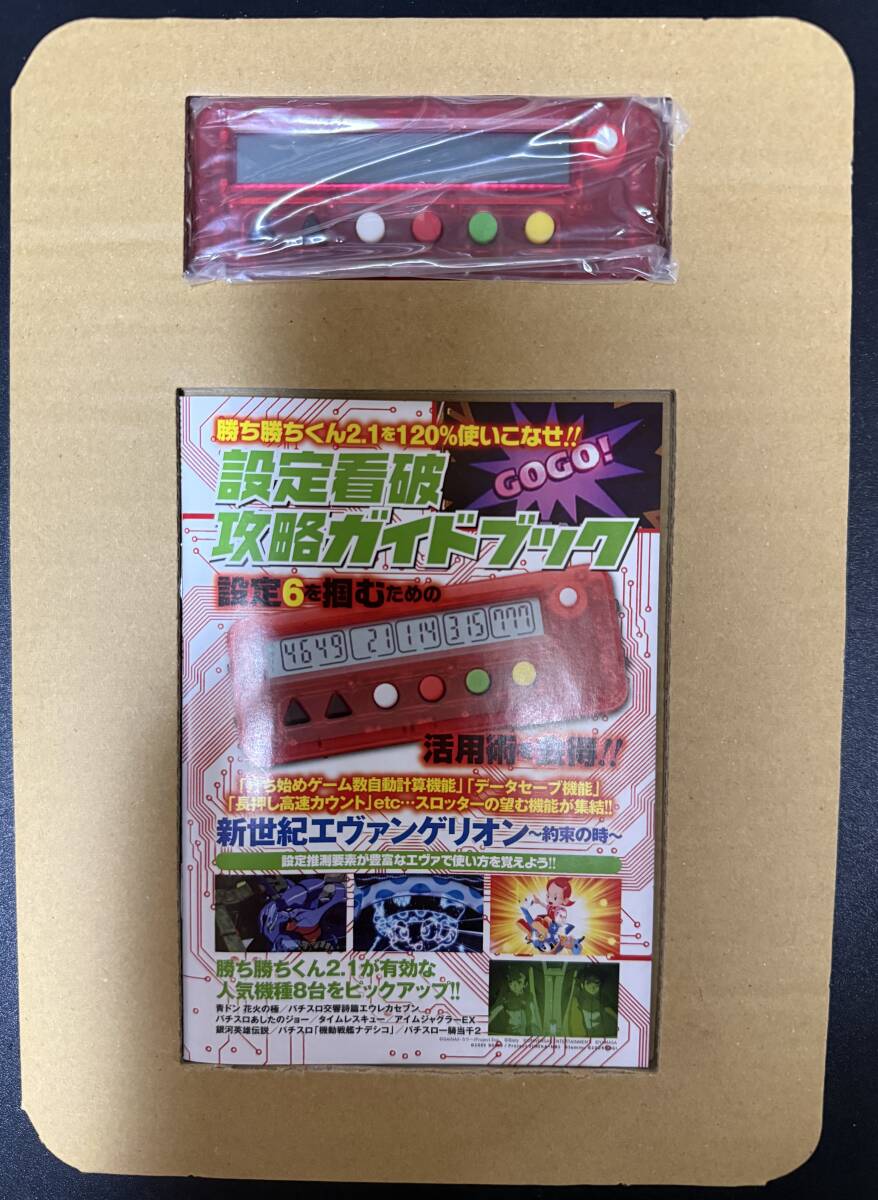 勝ち勝ちくん2.1を120%使いこなせ!!
GOGO!
設定看破
攻略ガイドブック
設定6を掴むための
4649 21 114 315 777
活用術を!!
「打ち始めゲーム数自動計算機能」「データセーブ機能」
「長押し高速カウント」etc…スロッターの望む機能が集結!!
新世紀エヴァンゲリオン〜約束の時〜
設定推測要素が豊富なエヴァで使い方を覚えよう!!
勝ち勝ちくん2.1が有効な
人気機種8台をピックアップ!!
青ドン 花火の極/パチスロ交響詩篇エウレカセブン
パチスロあしたのジョー/タイムレスキュー/アイムジャグラーEX
銀河英雄伝説/パチスロ「機動戦艦ナデシコ」/パチスロ一騎当千2